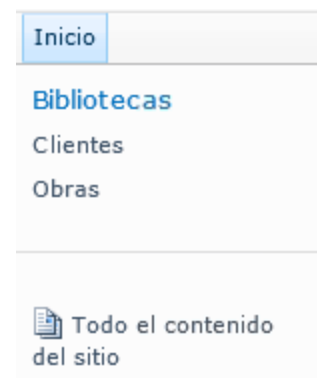 Inicio
Bibliotecas
Clientes
Obras
Todo el contenido
del sitio